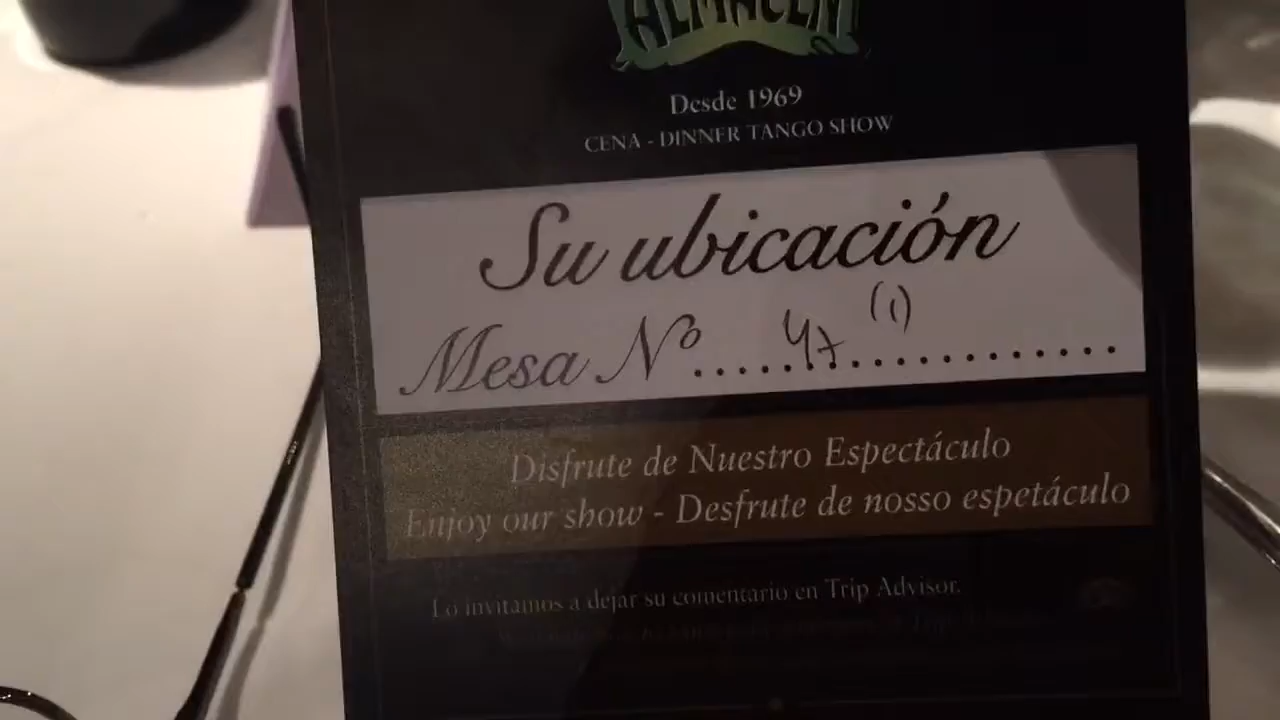 ALMACEN
Desde 1969
CENA - DINNER TANGO SHOW
Su ubicación
(1)
Mesa Nº ..... 47 .............
Disfrute de Nuestro Espectáculo
Enjoy our show - Desfrute de nosso espetáculo
Lo invitamos a dejar su comentario en Trip Advisor.